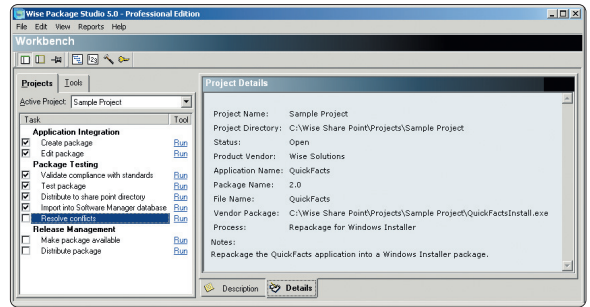 Wise Package Studio 5.0 - Professional Edition
File Edit View Reports Help
Workbench
Projects Tools
Active Project: Sample Project
Task Tool
Application Integration
Create package Run
Edit package Run
Package Testing
Validate compliance with standards Run
Test package Run
Distribute to share point directory Run
Import into Software Manager database Run
Resolve conflicts Run
Release Management
Make package available Run
Distribute package Run
Project Details
Project Name: Sample Project
Project Directory: C:\Wise Share Point\Projects\Sample Project
Status: Open
Product Vendor: Wise Solutions
Application Name: QuickFacts
Package Name: 2.0
File Name: QuickFacts
Vendor Package: C:\Wise Share Point\Projects\Sample Project\QuickFactsInstall.exe
Process: Repackage for Windows Installer
Notes:
Repackage the QuickFacts application into a Windows Installer package.
Description Details